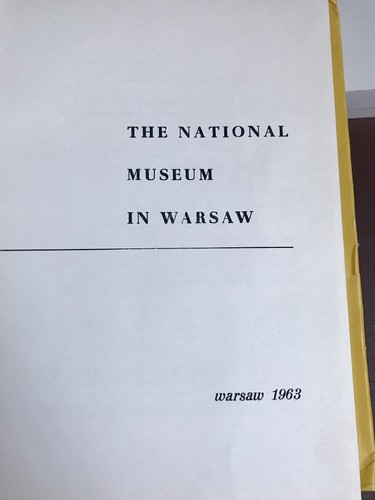 THE NATIONAL
MUSEUM
IN WARSAW
warsaw 1963